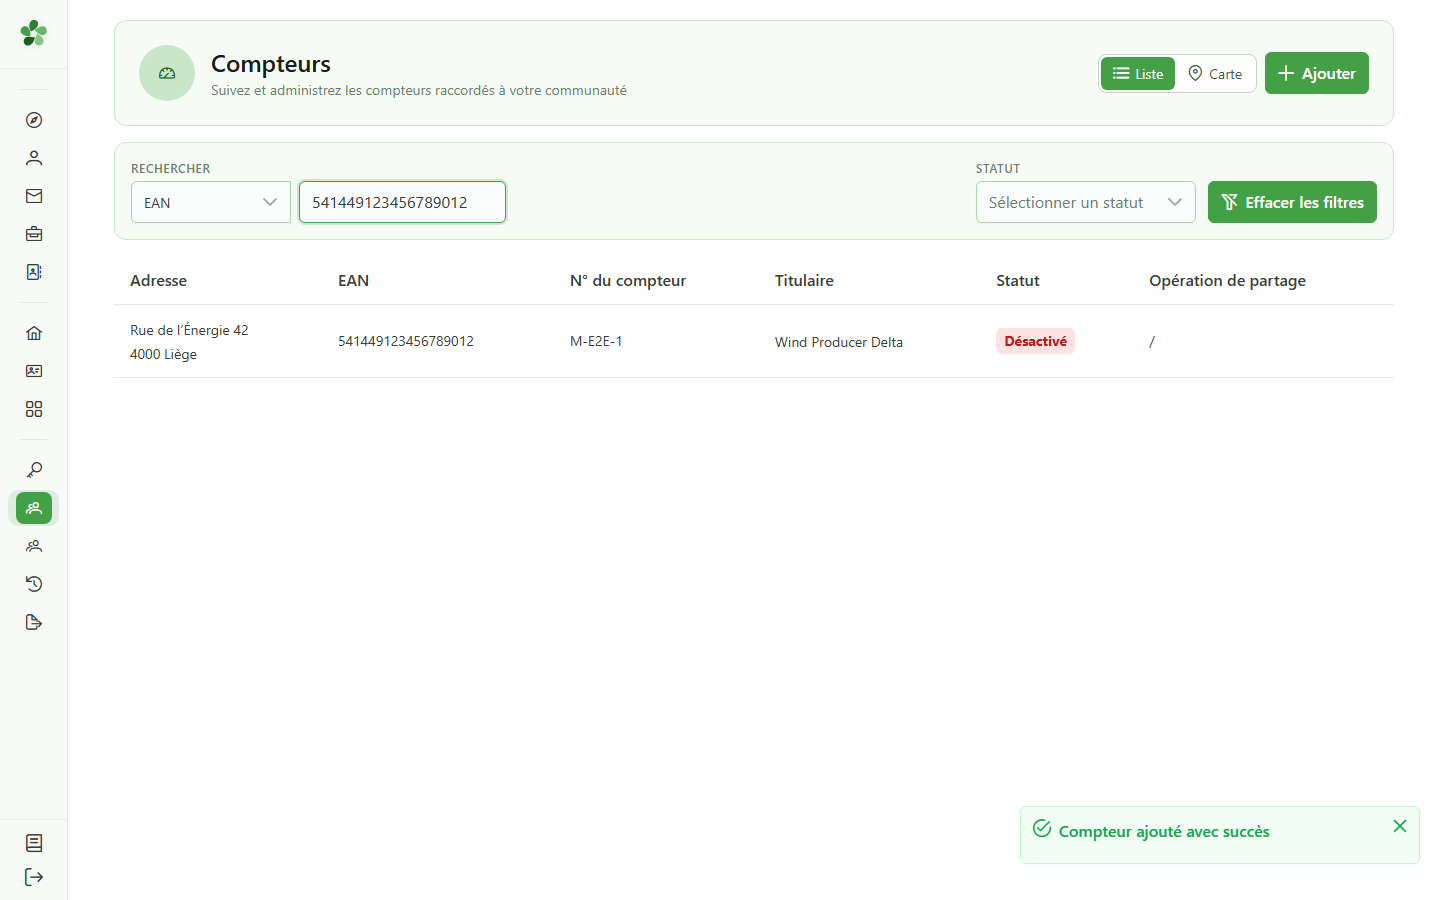 Compteurs
Suivez et administrez les compteurs raccordés à votre communauté
Liste
Carte
Ajouter
RECHERCHER
STATUT
EAN
541449123456789012
Sélectionner un statut
Effacer les filtres
Adresse
EAN
N° du compteur
Titulaire
Statut
Opération de partage
Rue de l'Énergie 42
4000 Liège
541449123456789012
M-E2E-1
Wind Producer Delta
Désactivé
/
Compteur ajouté avec succès